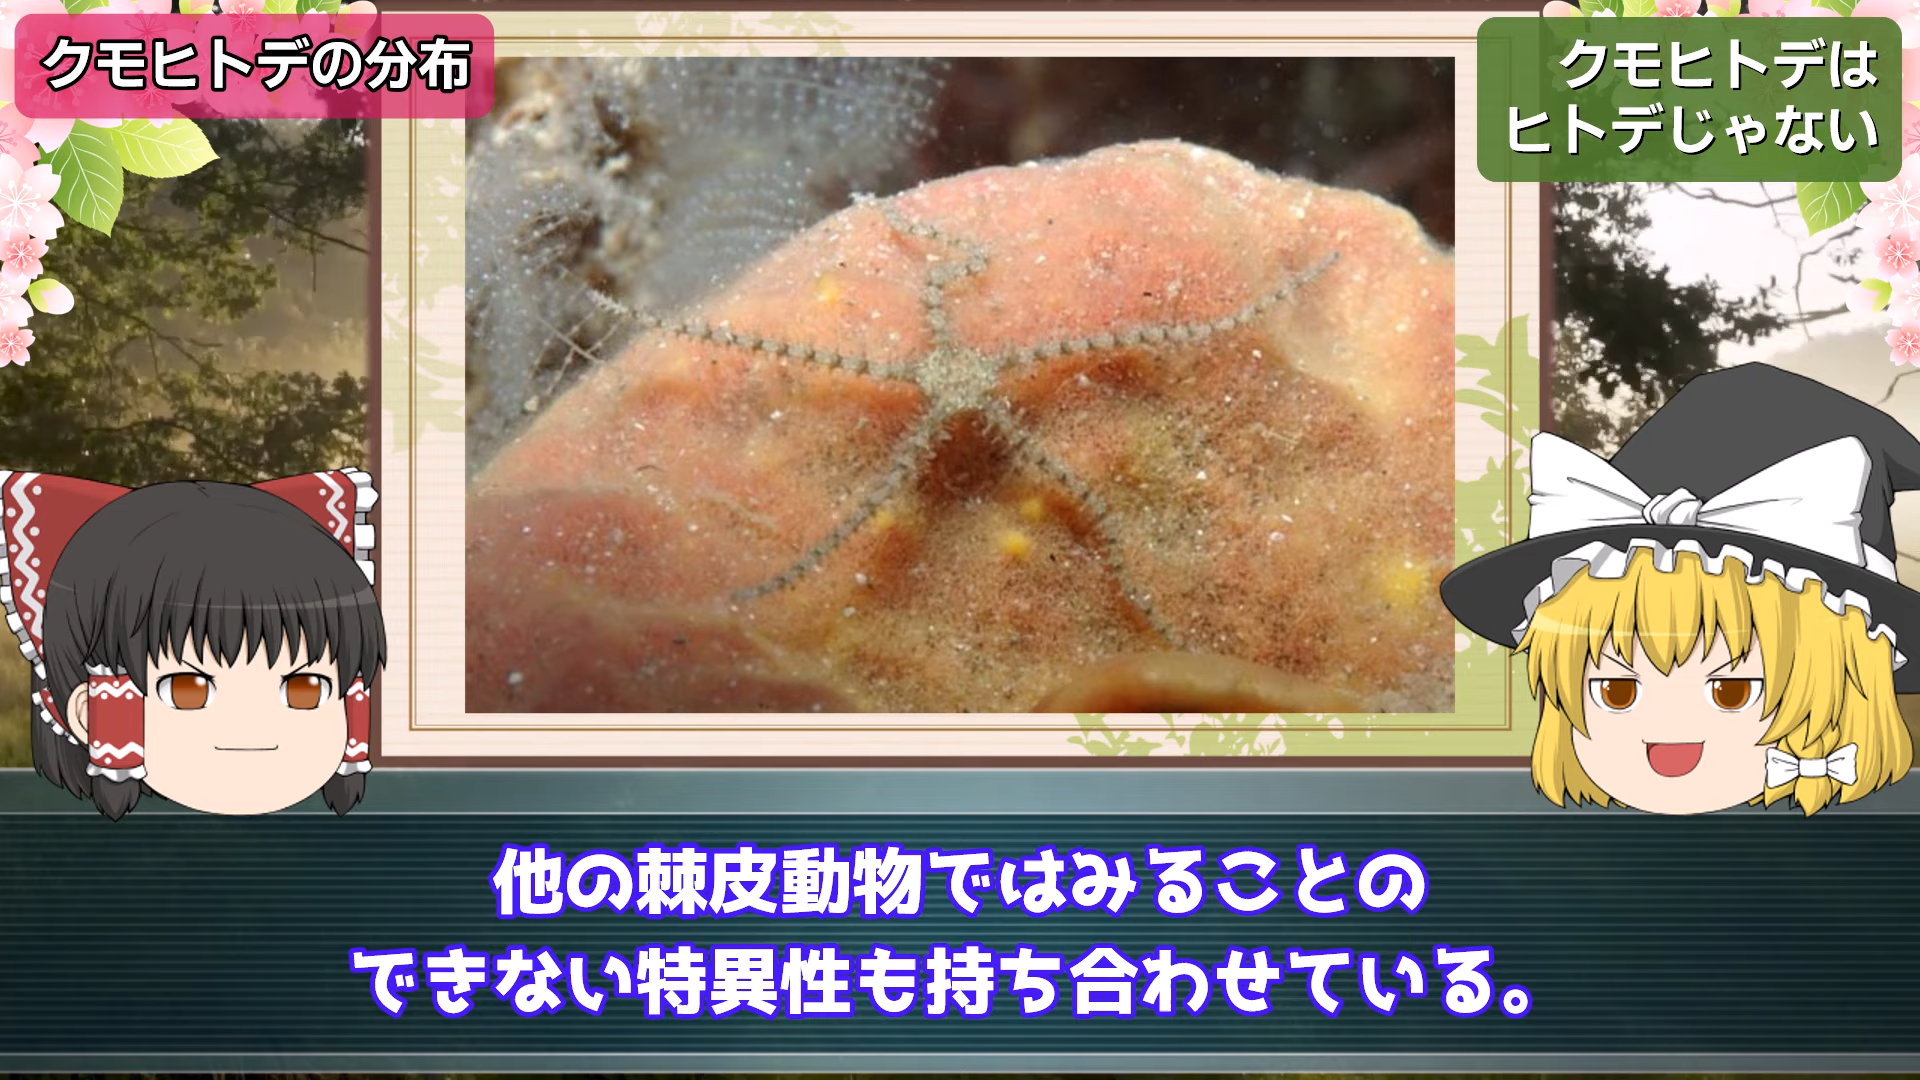 クモヒトデの分布
クモヒトデは
ヒトデじゃない
他の棘皮動物ではみることの
できない特異性も持ち合わせている。